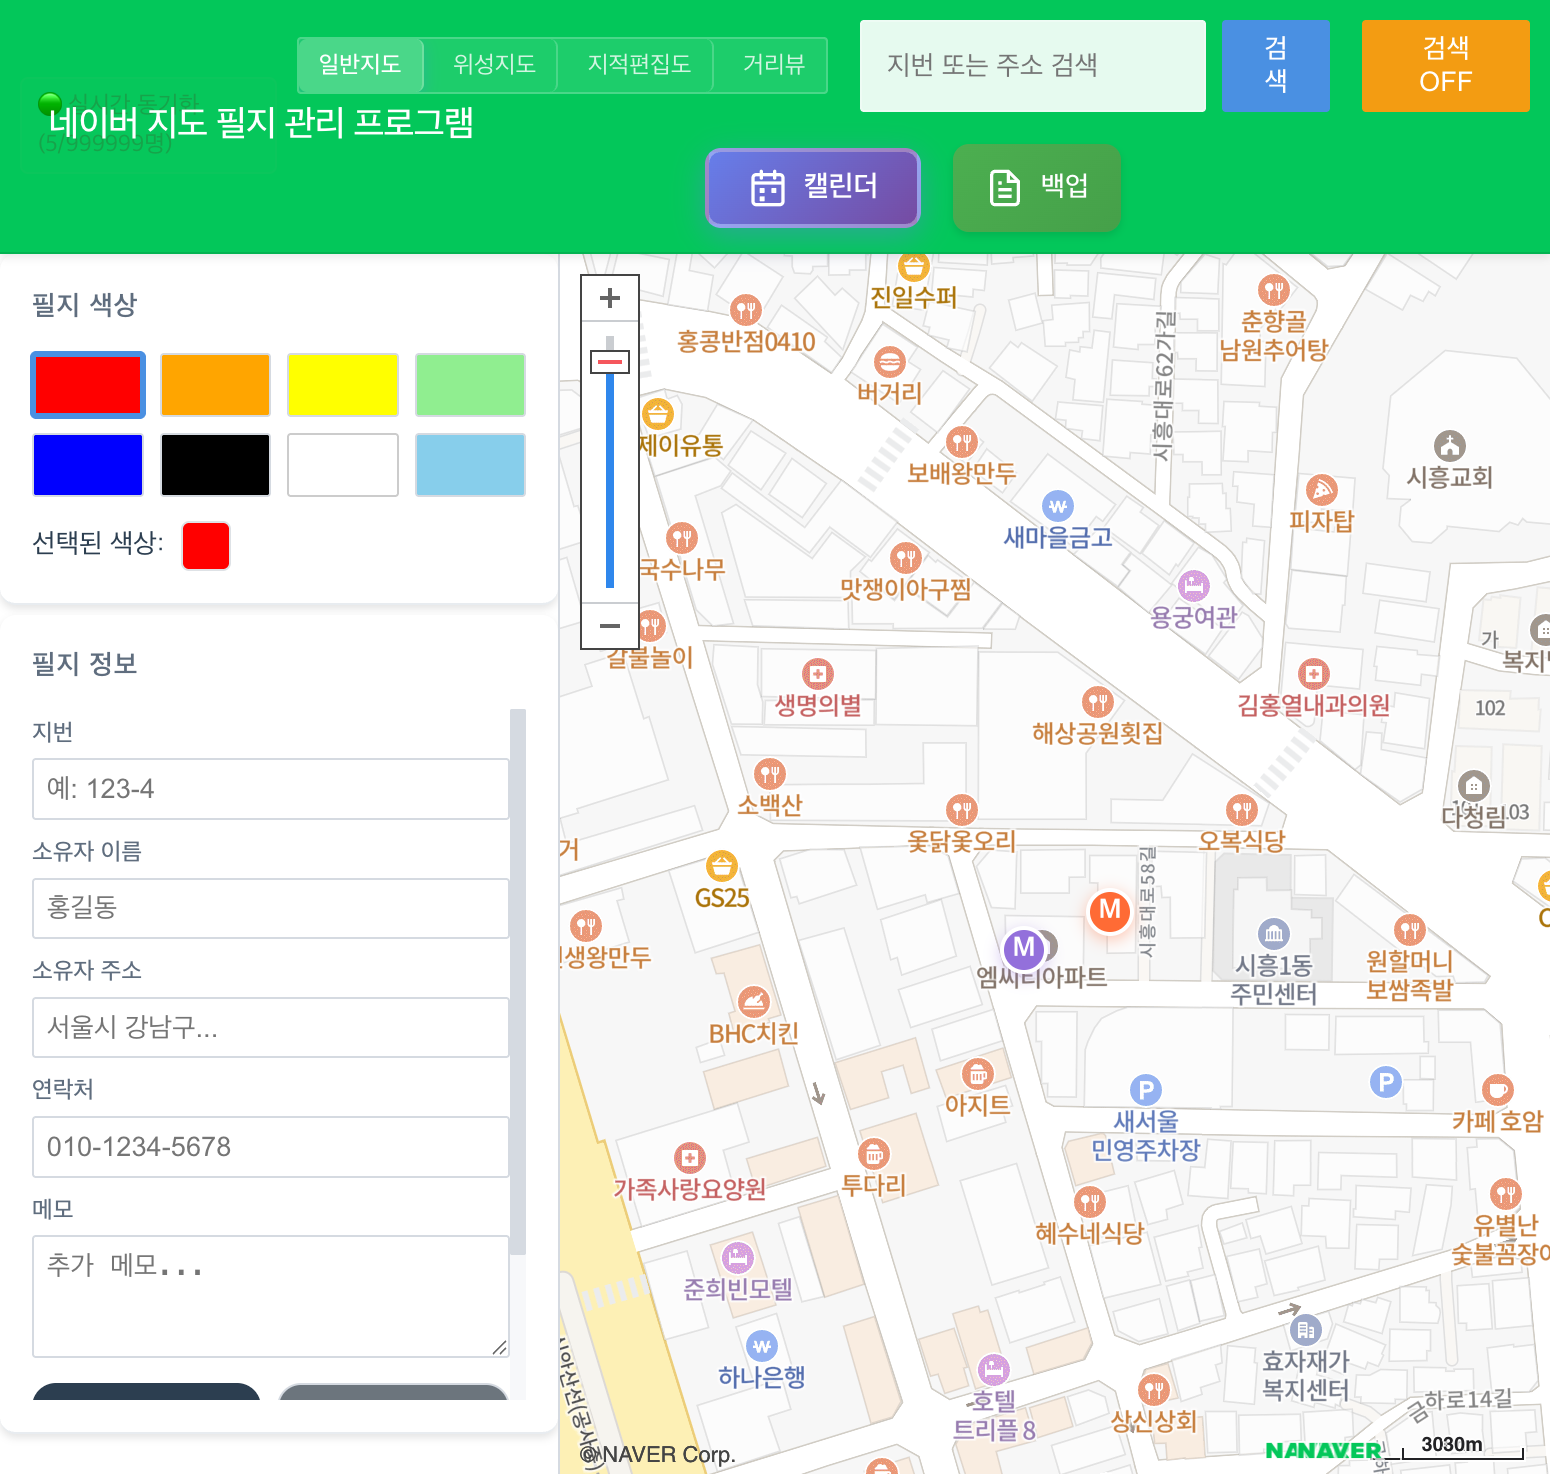 일반지도
위성지도
지적편집도
거리뷰
지번 또는 주소 검색
검
색
검색
OFF
실시간 동기화
(5/999999명)
네이버 지도 필지 관리 프로그램
캘린더
백업
필지 색상
선택된 색상:
필지 정보
지번
예: 123-4
소유자 이름
홍길동
소유자 주소
서울시 강남구...
연락처
010-1234-5678
메모
추가 메모...
진일수퍼
홍콩반점0410
춘향골
남원추어탕
시흥대로62가길
버거리
제이유통
보배왕만두
시흥교회
새마을금고
피자탑
국수나무
맛쟁이아구찜
용궁여관
갈불놀이
가
복지
생명의별
김홍열내과의원
102
해상공원횟집
소백산
다청림
03
옻닭옻오리
오복식당
거
GS25
시흥대로58길
M
M
엠씨티아파트
생왕만두
시흥1동
주민센터
원할머니
보쌈족발
BHC치킨
아지트
P
P
새서울
민영주차장
카페 호암
가족사랑요양원
투다리
혜수네식당
유별난
숯불꼼장어
준희빈모텔
하나은행
호텔
트리플 8
효자재가
복지센터
상신상회
금하로14길
신안산선(공사중)
© NAVER Corp.
NAVER
3030m